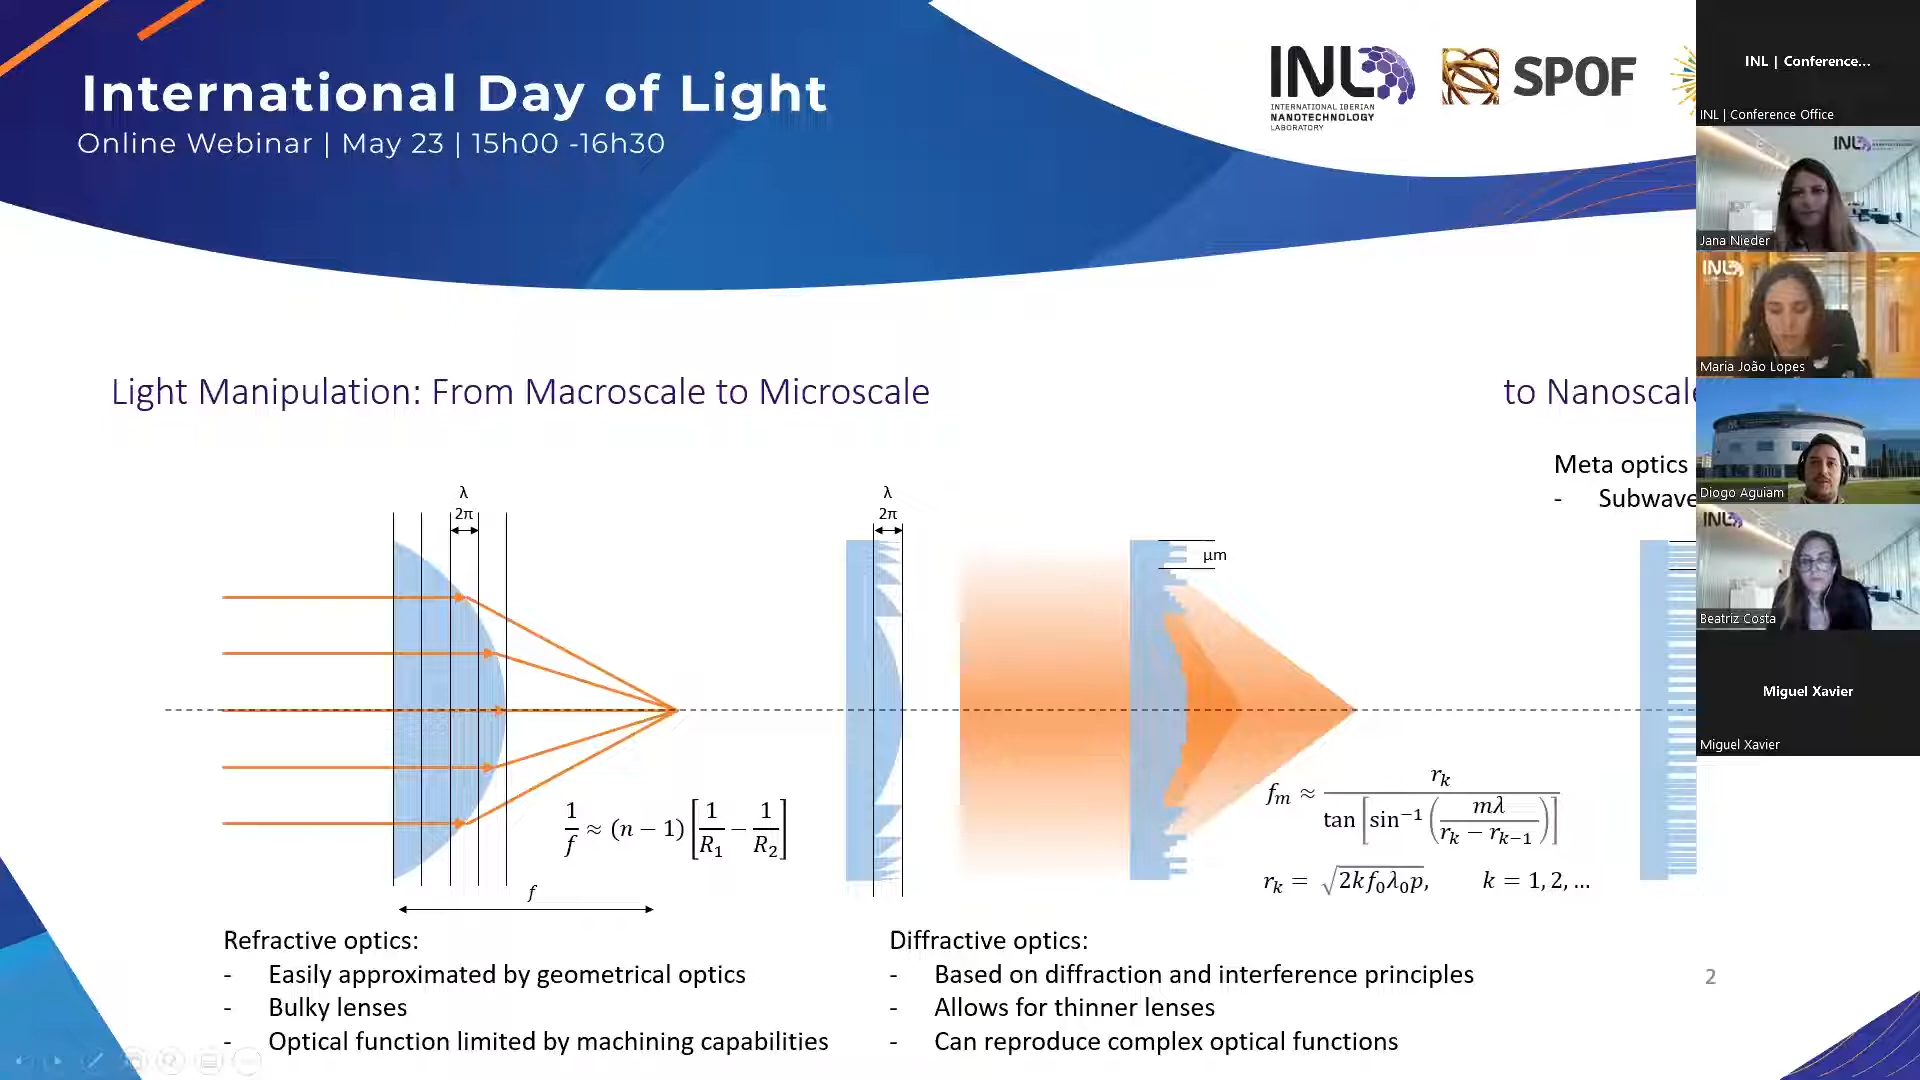 International Day of Light
Online Webinar | May 23 | 15h00 -16h30
INL
INTERNATIONAL IBERIAN
NANOTECHNOLOGY
LABORATORY
SPOF
Light Manipulation: From Macroscale to Microscale
to Nanoscale
Meta optics
- Subwave
λ
2π
λ
2π
μm
1/f ≈ (n − 1) [1/R₁ − 1/R₂]
f
fₘ ≈ rₖ / tan [sin⁻¹ (mλ / (rₖ − rₖ₋₁))]
rₖ = √(2kf₀λ₀p), k = 1, 2, ...
Refractive optics:
- Easily approximated by geometrical optics
- Bulky lenses
- Optical function limited by machining capabilities
Diffractive optics:
- Based on diffraction and interference principles
- Allows for thinner lenses
- Can reproduce complex optical functions
2
INL | Conference...
INL | Conference Office
INL
Jana Nieder
INL
Maria João Lopes
Diogo Aguiam
INL
Beatriz Costa
Miguel Xavier
Miguel Xavier